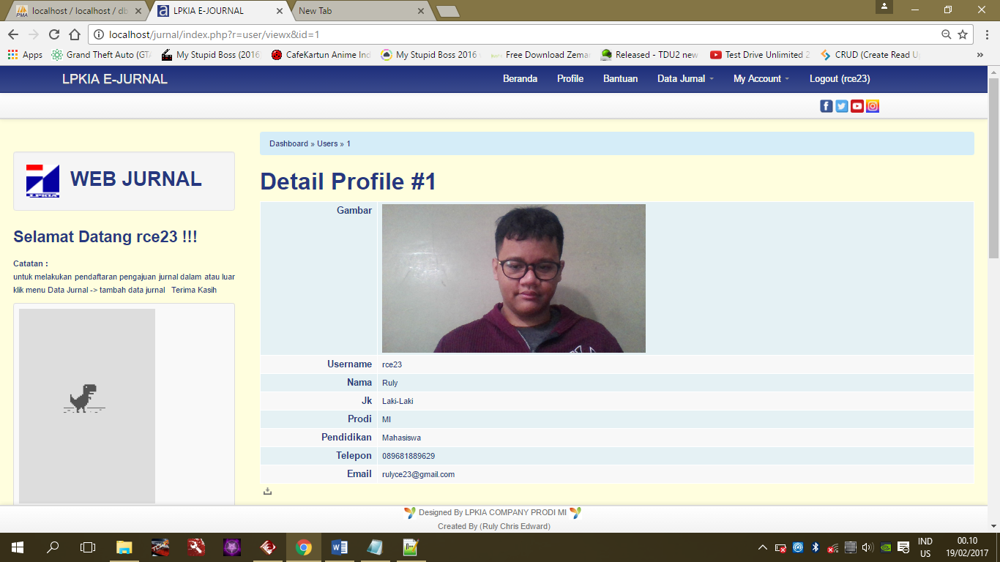 localhost / localhost / db
LPKIA E-JOURNAL
New Tab
localhost/jurnal/index.php?r=user/viewx&id=1
Apps
Grand Theft Auto (GTA
My Stupid Boss (2016)
CafeKartun Anime Ind
My Stupid Boss 2016
Free Download Zemar
Released - TDU2 new
Test Drive Unlimited 2
CRUD (Create Read U
»
LPKIA E-JURNAL
Beranda
Profile
Bantuan
Data Jurnal
My Account
Logout (rce23)
LPKIA
WEB JURNAL
Selamat Datang rce23 !!!
Catatan :
untuk melakukan pendaftaran pengajuan jurnal dalam atau luar
klik menu Data Jurnal -> tambah data jurnal Terima Kasih
Dashboard » Users » 1
Detail Profile #1
Gambar
Username rce23
Nama Ruly
Jk Laki-Laki
Prodi MI
Pendidikan Mahasiswa
Telepon 089681889629
Email rulyce23@gmail.com
Designed By LPKIA COMPANY PRODI MI
Created By (Ruly Chris Edward)
IND
US
00.10
19/02/2017